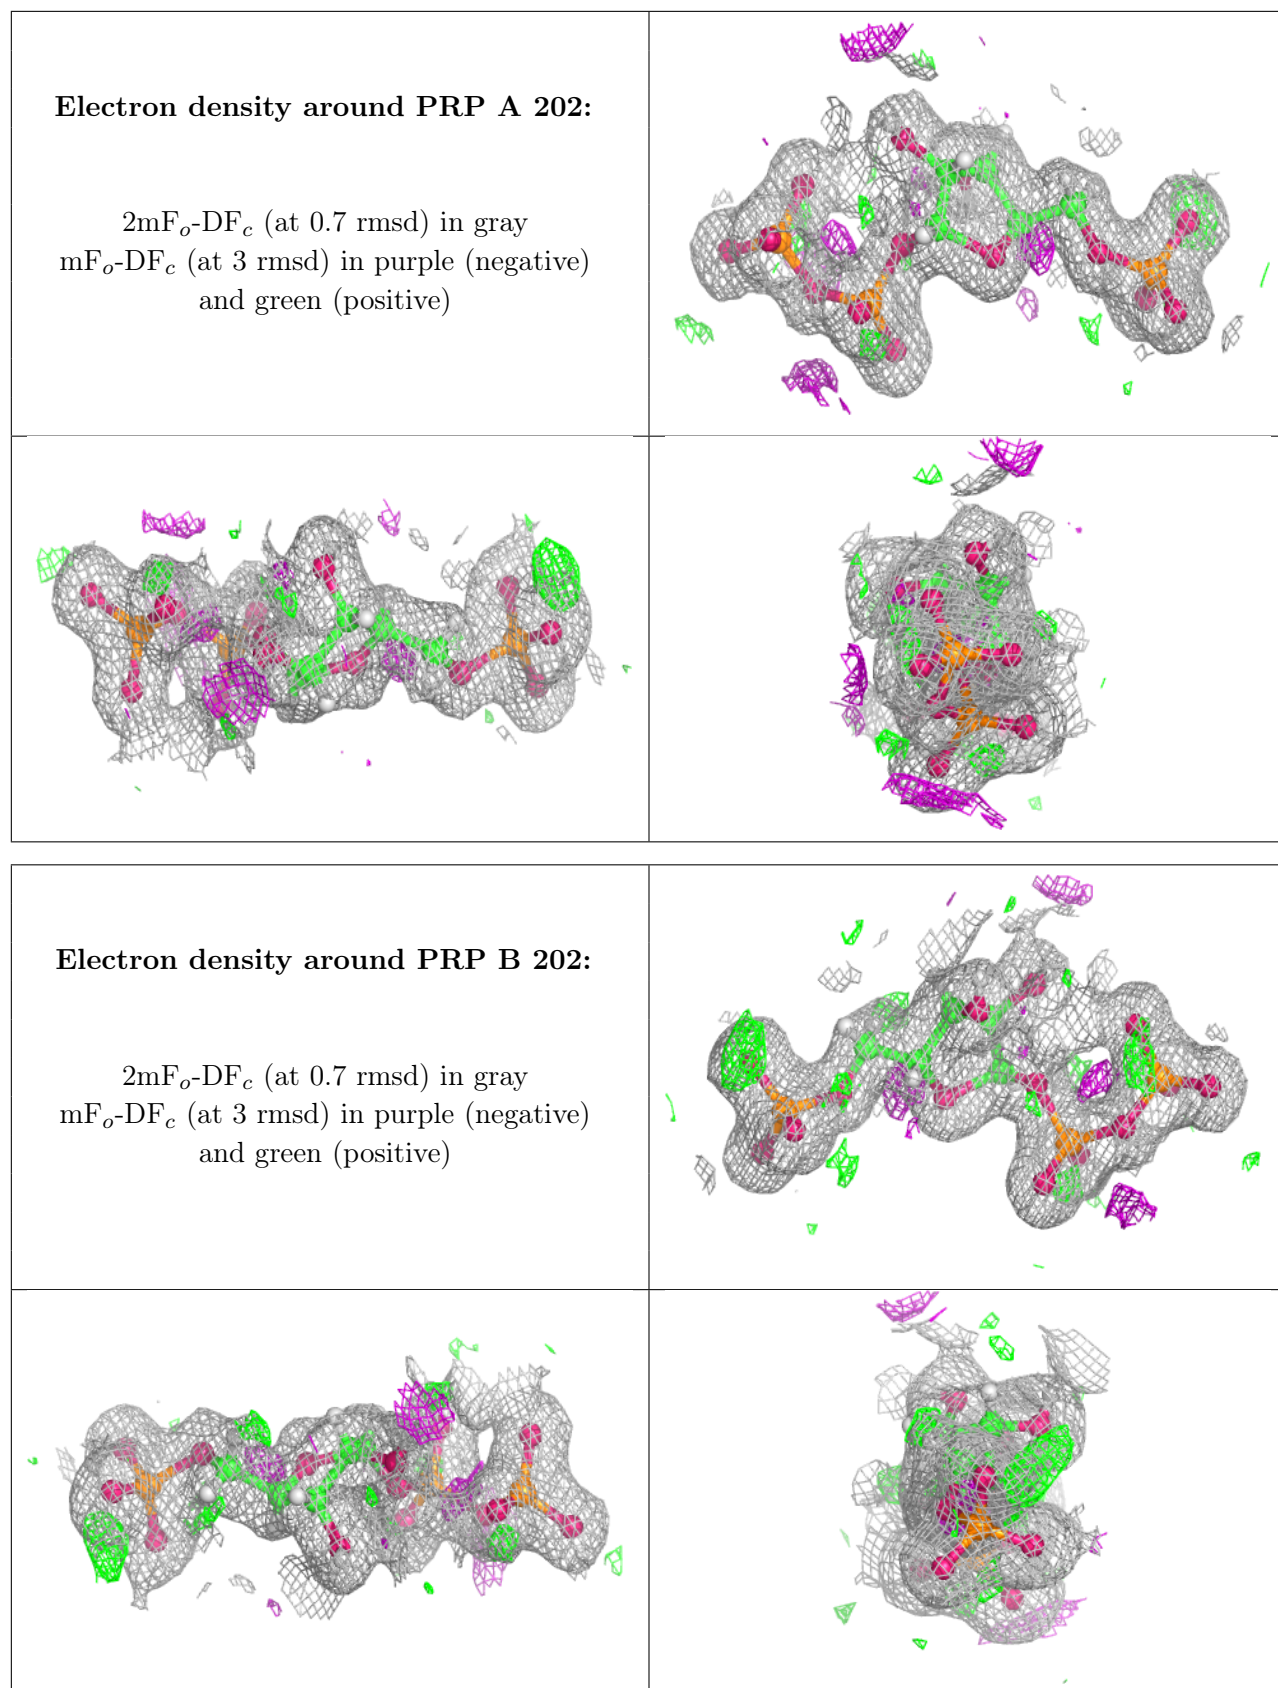 Electron density around PRP A 202:
2mFo-DFc (at 0.7 rmsd) in gray
mFo-DFc (at 3 rmsd) in purple (negative)
and green (positive)
Electron density around PRP B 202:
2mFo-DFc (at 0.7 rmsd) in gray
mFo-DFc (at 3 rmsd) in purple (negative)
and green (positive)